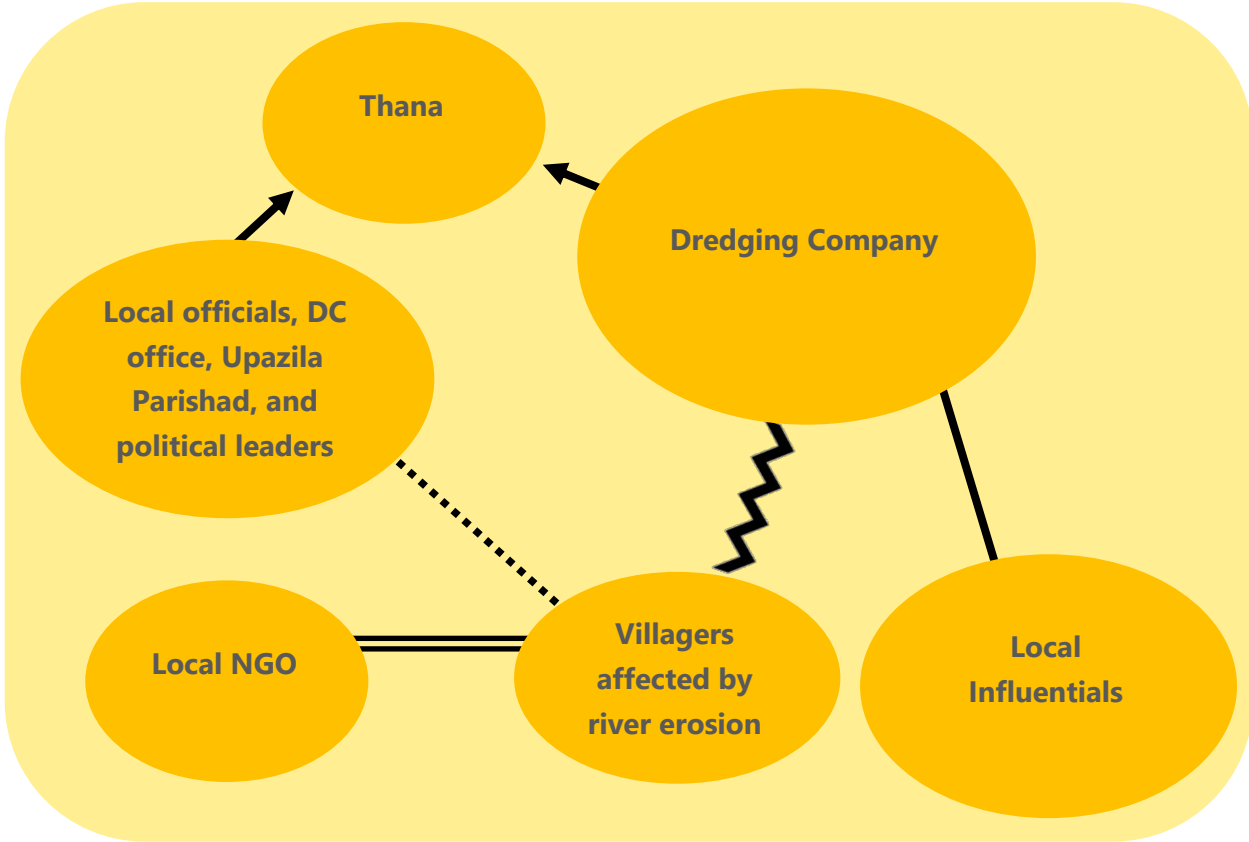 Thana
Dredging Company
Local officials, DC
office, Upazila
Parishad, and
political leaders
Local NGO
Villagers
affected by
river erosion
Local
Influentials